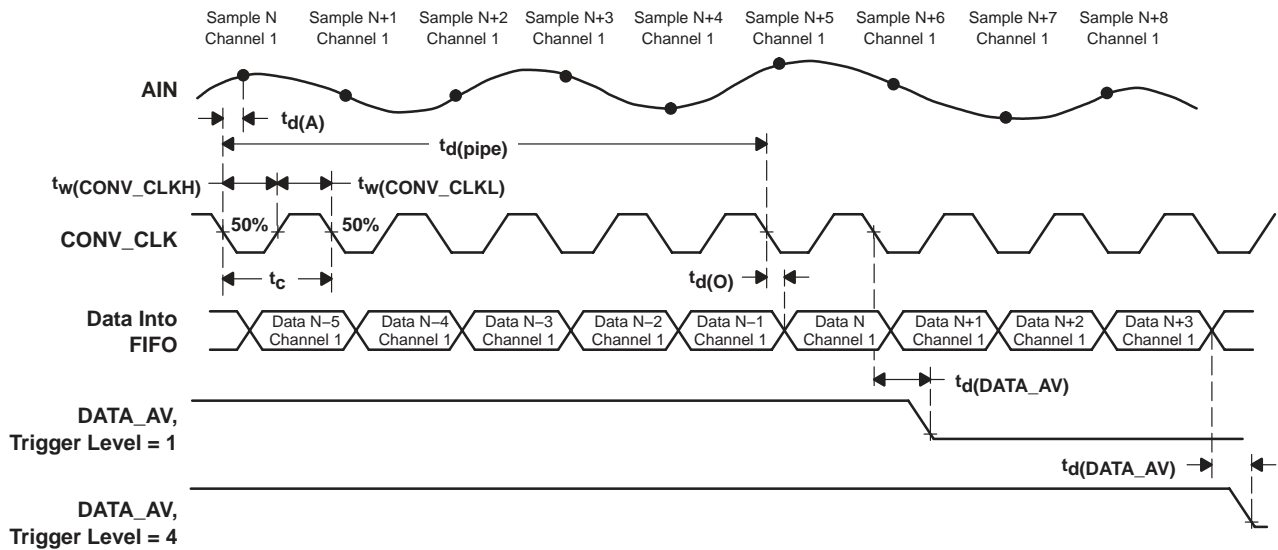 Sample N
Channel 1
Sample N+1
Channel 1
Sample N+2
Channel 1
Sample N+3
Channel 1
Sample N+4
Channel 1
Sample N+5
Channel 1
Sample N+6
Channel 1
Sample N+7
Channel 1
Sample N+8
Channel 1
AIN
td(A)
td(pipe)
tw(CONV_CLKH)
tw(CONV_CLKL)
50%
50%
CONV_CLK
tc
td(O)
Data Into
FIFO
Data N–5
Channel 1
Data N–4
Channel 1
Data N–3
Channel 1
Data N–2
Channel 1
Data N–1
Channel 1
Data N
Channel 1
Data N+1
Channel 1
Data N+2
Channel 1
Data N+3
Channel 1
td(DATA_AV)
DATA_AV,
Trigger Level = 1
td(DATA_AV)
DATA_AV,
Trigger Level = 4